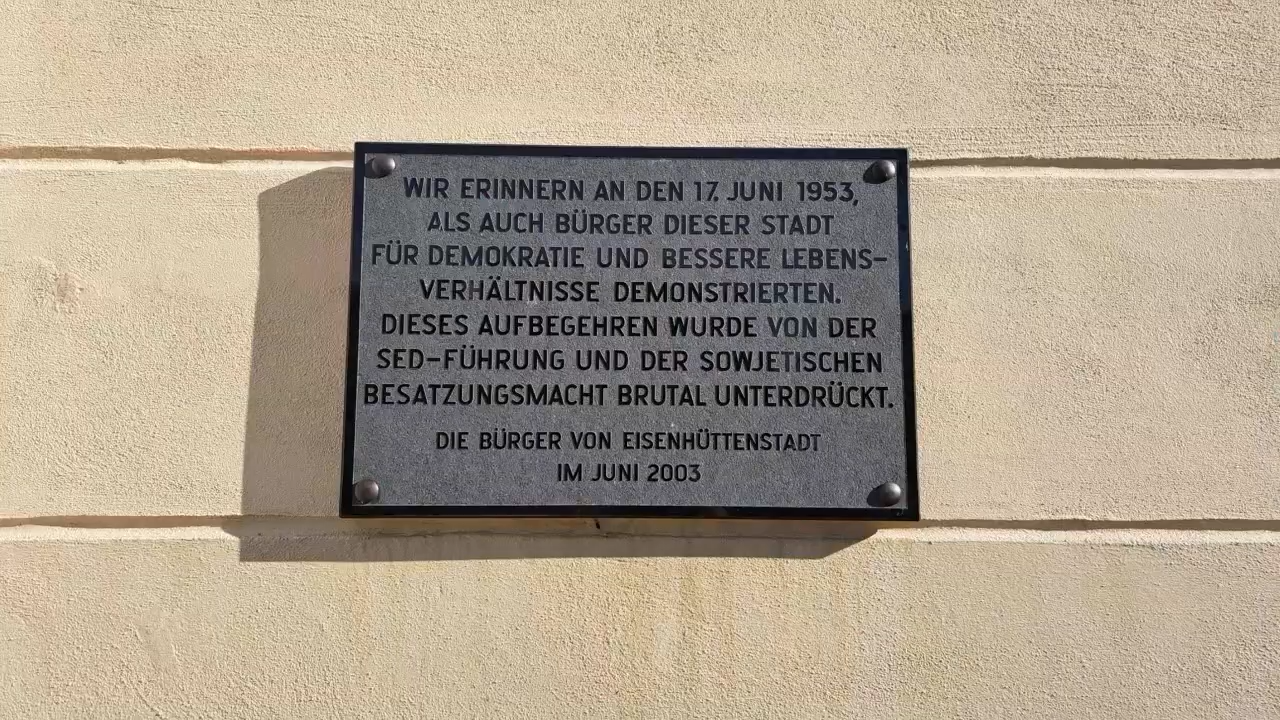 WIR ERINNERN AN DEN 17. JUNI 1953,
ALS AUCH BÜRGER DIESER STADT
FÜR DEMOKRATIE UND BESSERE LEBENS-
VERHÄLTNISSE DEMONSTRIERTEN.
DIESES AUFBEGEHREN WURDE VON DER
SED-FÜHRUNG UND DER SOWJETISCHEN
BESATZUNGSMACHT BRUTAL UNTERDRÜCKT.
DIE BÜRGER VON EISENHÜTTENSTADT
IM JUNI 2003